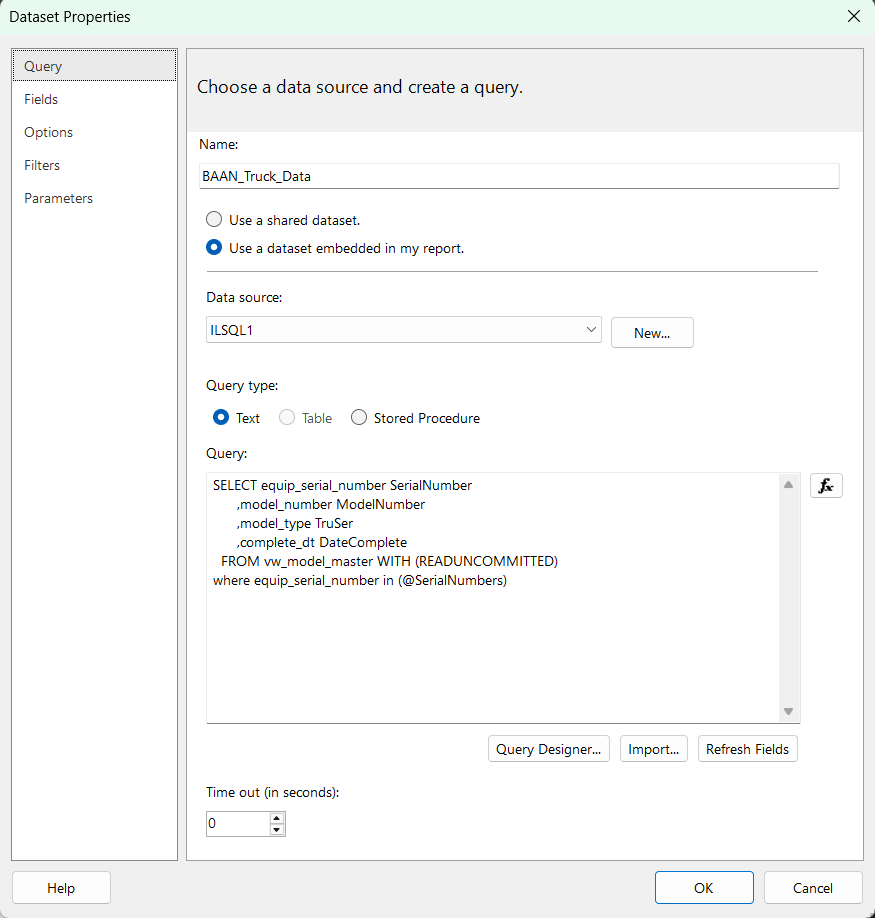 Dataset Properties
Query
Fields
Options
Filters
Parameters
Choose a data source and create a query.
Name:
BAAN_Truck_Data
Use a shared dataset.
Use a dataset embedded in my report.
Data source:
ILSQL1
New...
Query type:
Text
Table
Stored Procedure
Query:
SELECT equip_serial_number SerialNumber
,model_number ModelNumber
,model_type TruSer
,complete_dt DateComplete
FROM vw_model_master WITH (READUNCOMMITTED)
where equip_serial_number in (@SerialNumbers)
fx
Query Designer...
Import...
Refresh Fields
Time out (in seconds):
0
Help
OK
Cancel